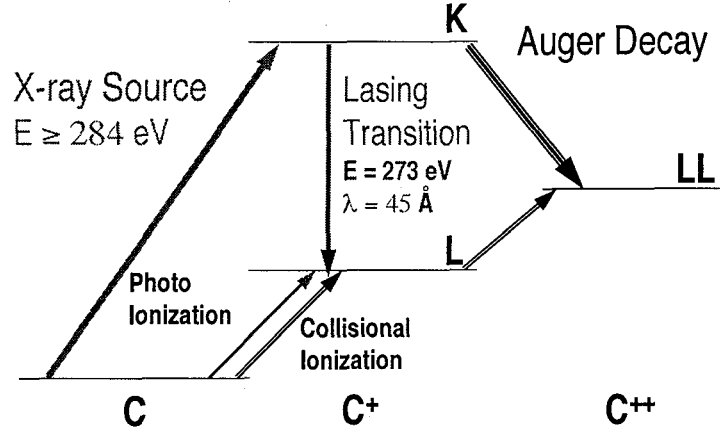 K
Auger Decay
X-ray Source
E ≥ 284 eV
Lasing
Transition
E = 273 eV
λ = 45 Å
LL
L
Photo
Ionization
Collisional
Ionization
C
C⁺
C⁺⁺